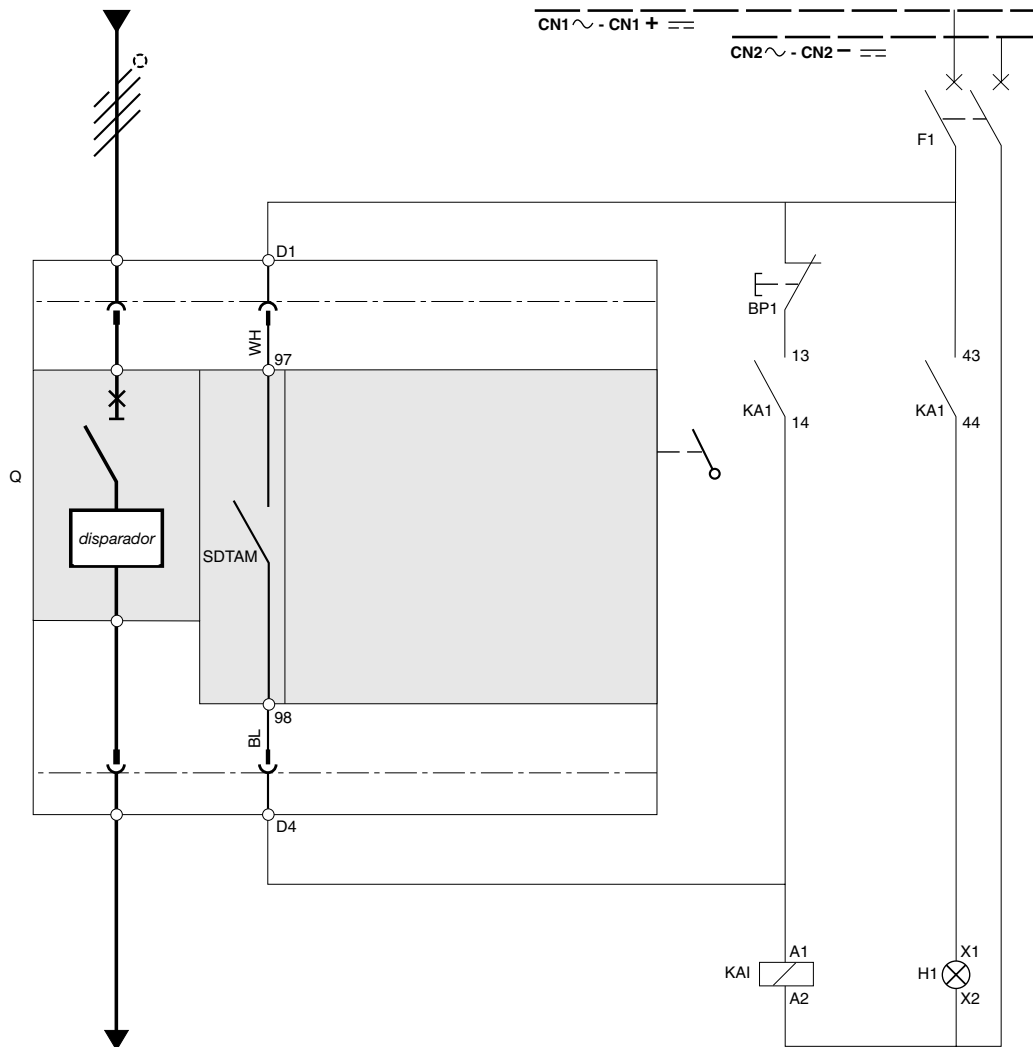 CN1 ~ - CN1 + ⎓
CN2 ~ - CN2 − ⎓
F1
D1
BP1
WH
97
13
43
KA1
KA1
14
44
Q
disparador
SDTAM
98
BL
D4
A1
X1
KAI
H1
A2
X2